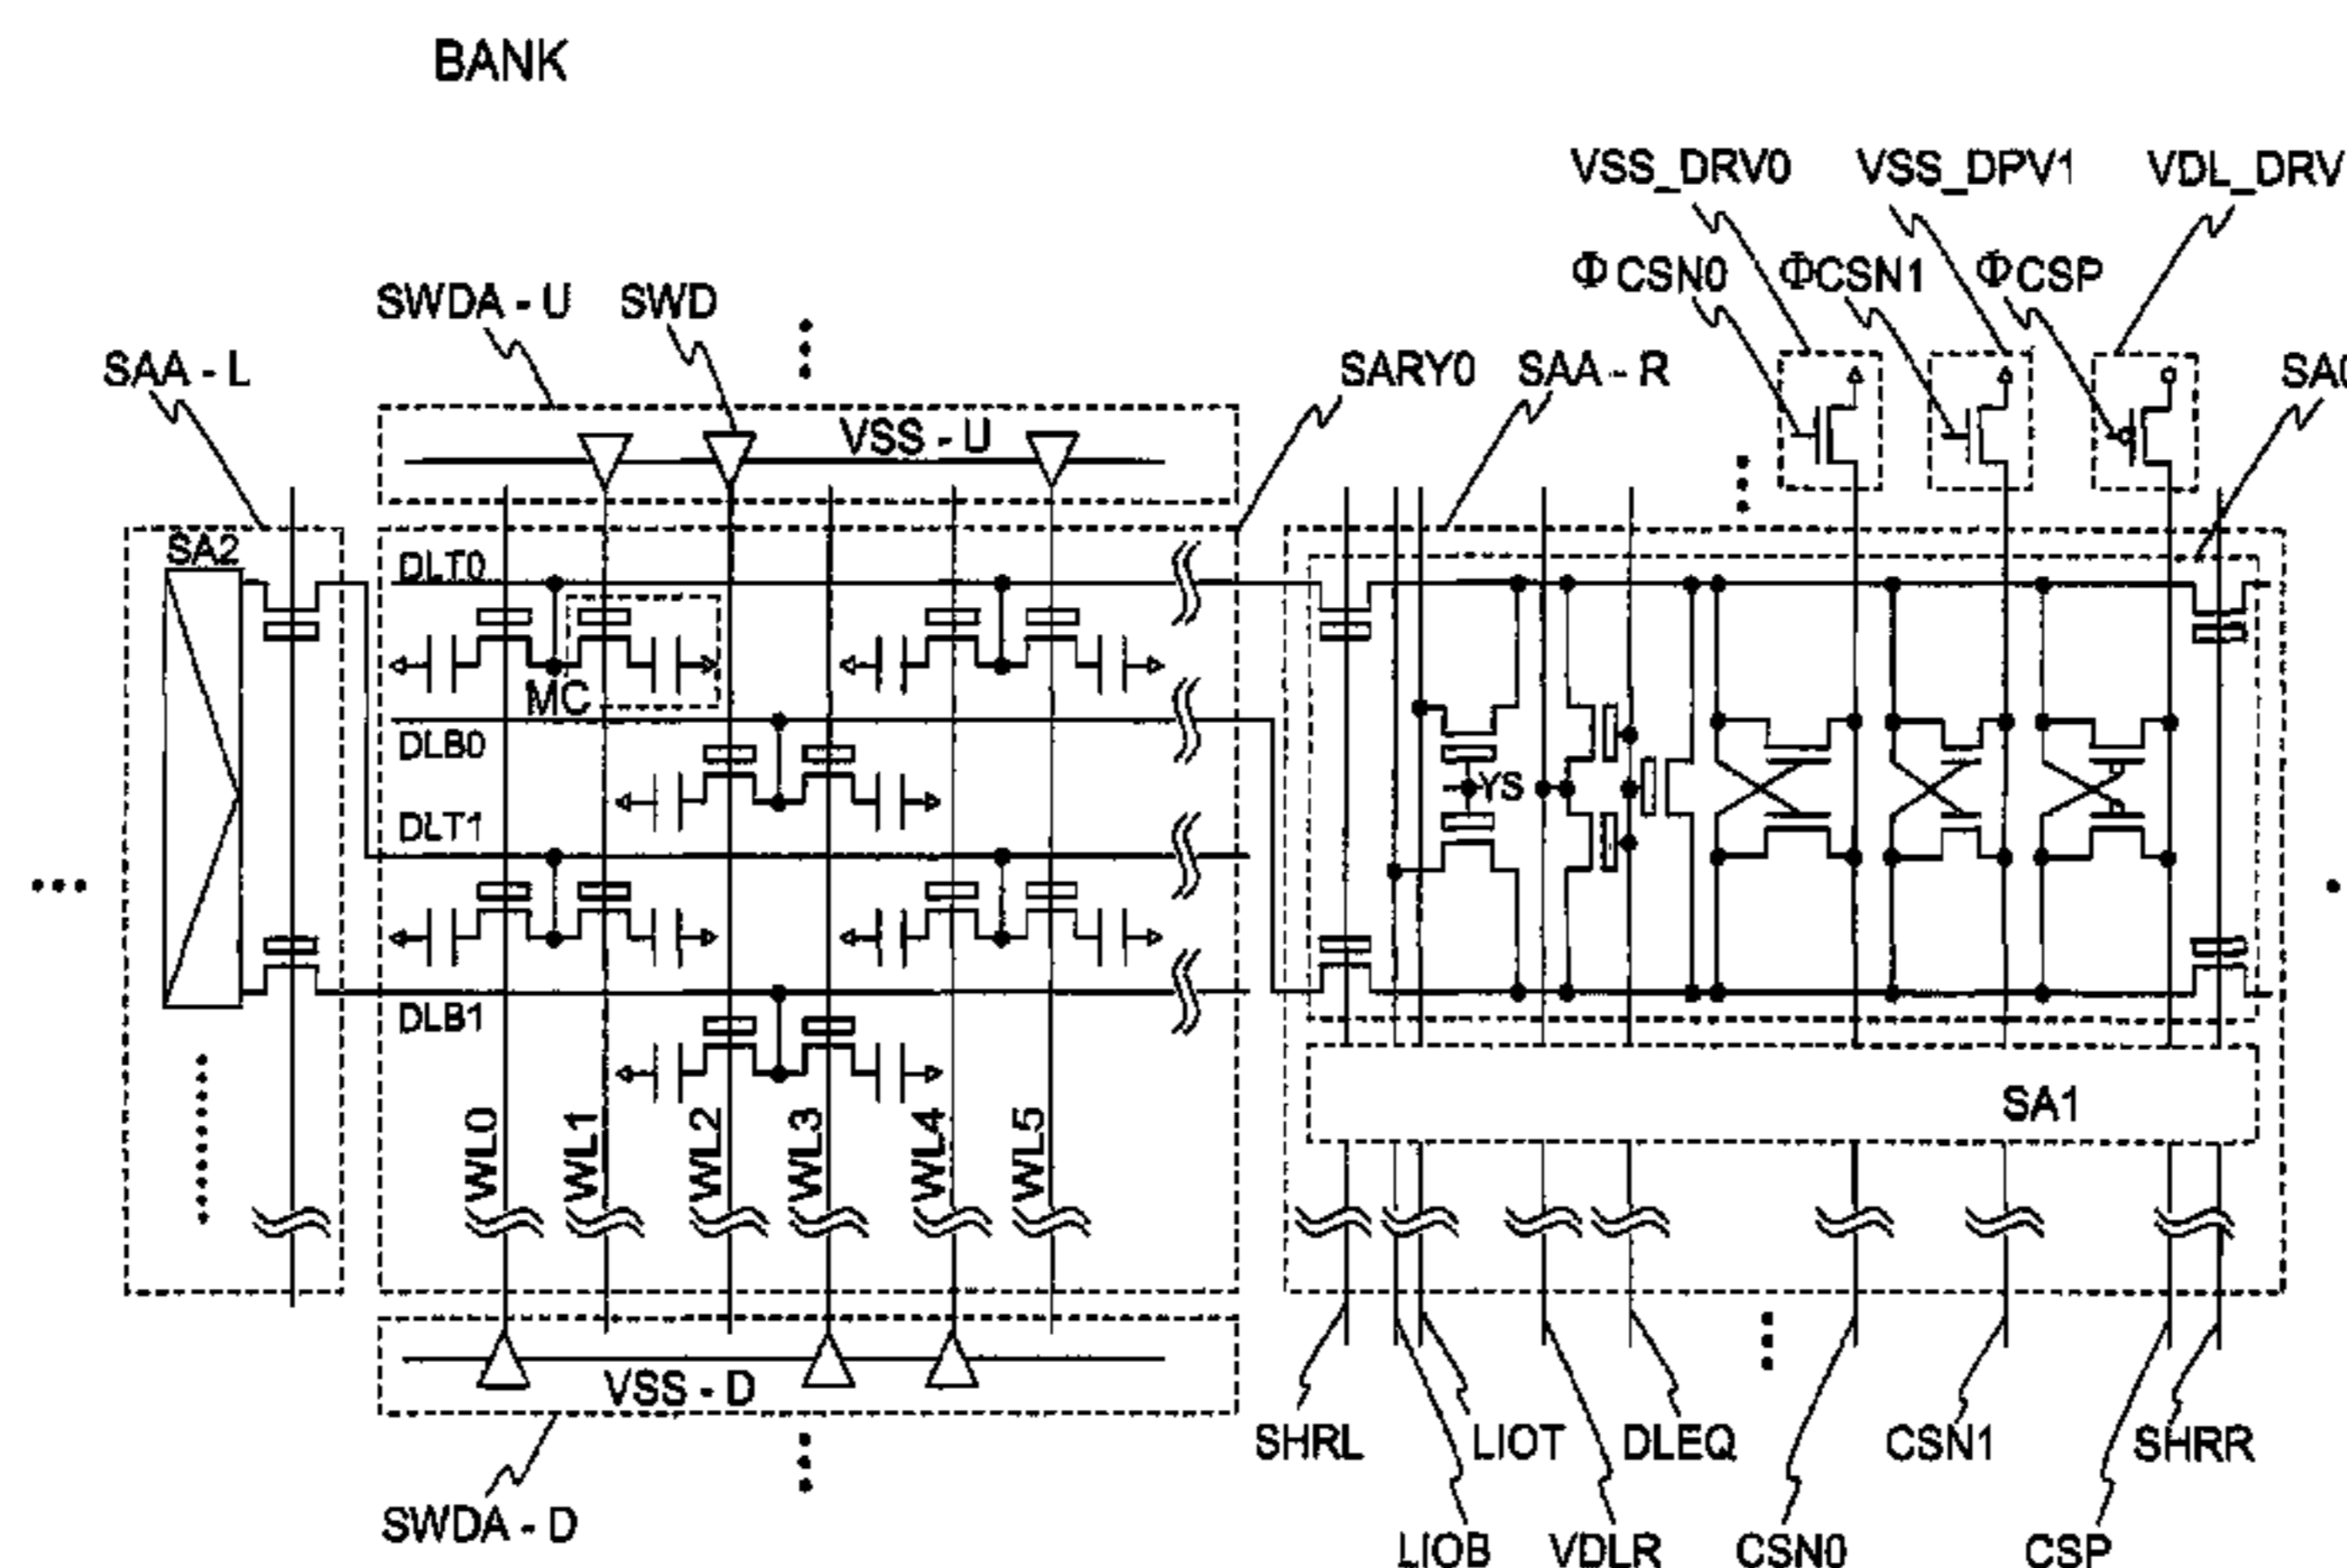 BANK
VSS_DRV0 VSS_DPV1 VDL_DRV
ΦCSN0 ΦCSN1 ΦCSP
SWDA - U SWD
SAA - L SARY0 SAA - R
VSS - U
SA2
DLT0
MC
DLB0
YS
DLT1
DLB1
SA1
WL0 WL1 WL2 WL3 WL4 WL5
VSS - D
SHRL LIOT DLEQ CSN1 SHRR
SWDA - D
LIOB VDLR CSN0 CSP